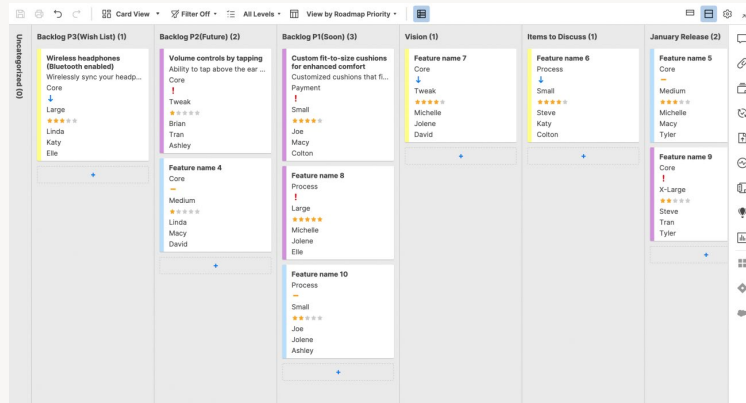 Card View
Filter Off
All Levels
View by Roadmap Priority
Uncategorized (0)
Backlog P3(Wish List) (1)
Wireless headphones
(Bluetooth enabled)
Wirelessly sync your headp...
Core
Large
Linda
Katy
Elle
+
Backlog P2(Future) (2)
Volume controls by tapping
Ability to tap above the ear ...
Core
Tweak
Brian
Tran
Ashley
Feature name 4
Core
Medium
Linda
Macy
David
+
Backlog P1(Soon) (3)
Custom fit-to-size cushions
for enhanced comfort
Customized cushions that fi...
Payment
Small
Joe
Macy
Colton
Feature name 8
Process
Large
Michelle
Jolene
Elle
Feature name 10
Process
Small
Joe
Jolene
Ashley
+
Vision (1)
Feature name 7
Core
Tweak
Michelle
Jolene
David
+
Items to Discuss (1)
Feature name 6
Process
Small
Steve
Katy
Colton
+
January Release (2)
Feature name 5
Core
Medium
Michelle
Macy
Tyler
Feature name 9
Core
X-Large
Steve
Tran
Tyler
+